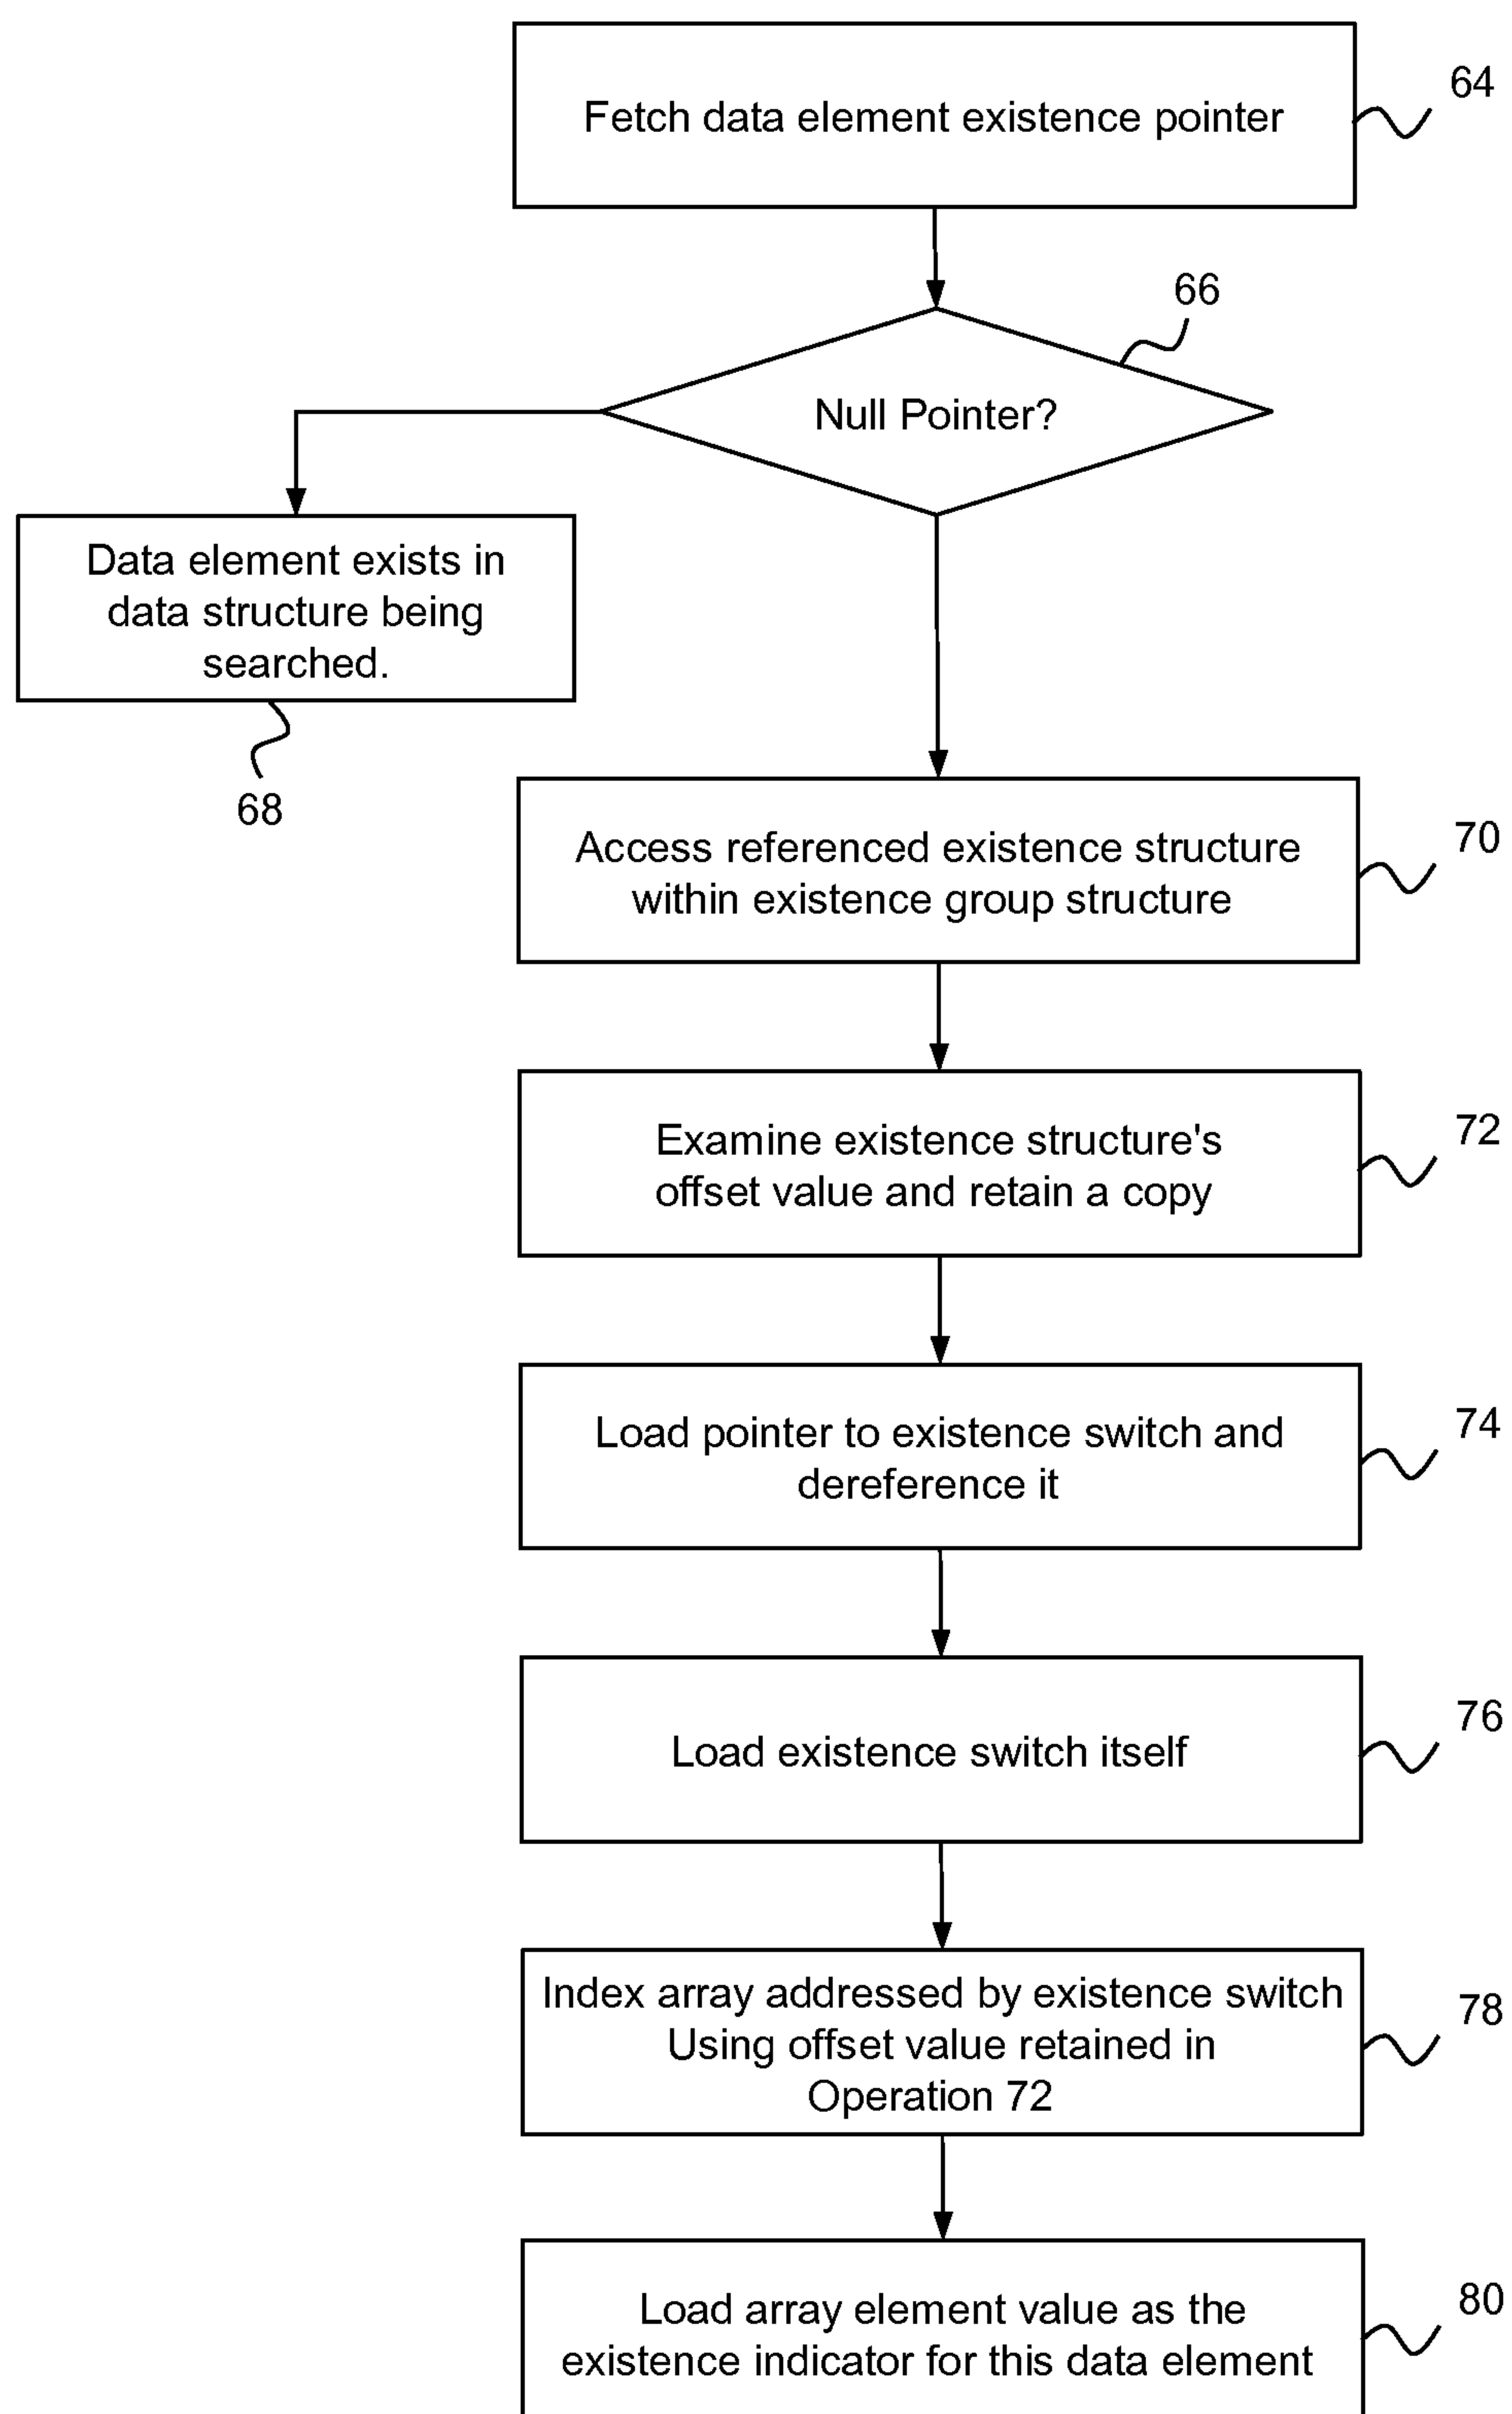 Fetch data element existence pointer
64
66
Null Pointer?
Data element exists in
data structure being
searched.
68
Access referenced existence structure
within existence group structure
70
Examine existence structure's
offset value and retain a copy
72
Load pointer to existence switch and
dereference it
74
Load existence switch itself
76
Index array addressed by existence switch
Using offset value retained in
Operation 72
78
Load array element value as the
existence indicator for this data element
80